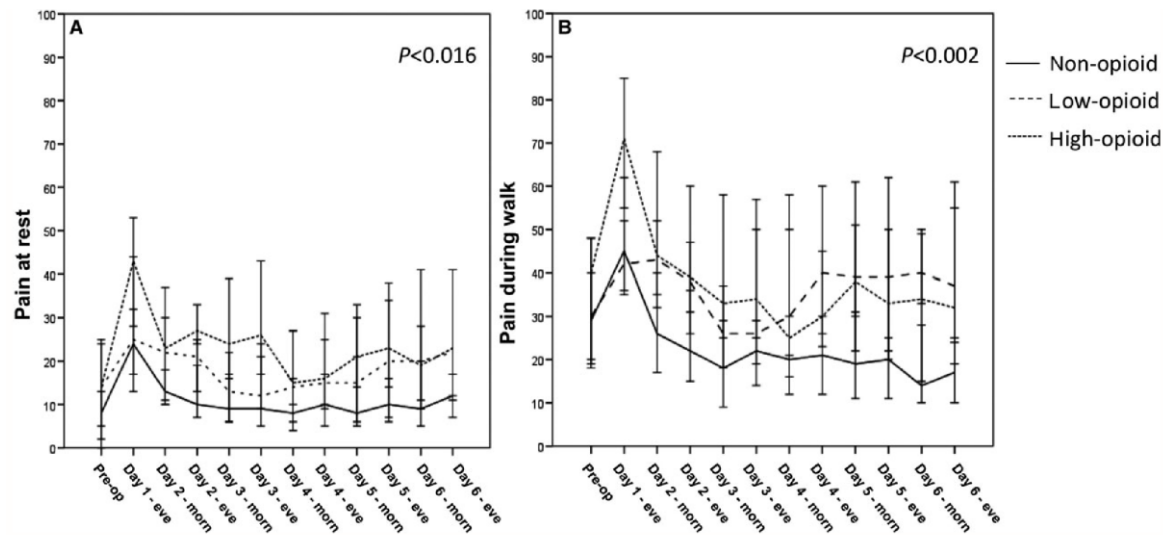 A
P<0.016
Pain at rest
100
90
80
70
60
50
40
30
20
10
0
Pre-op
Day 1 - eve
Day 2 - morn
Day 2 - eve
Day 3 - morn
Day 3 - eve
Day 4 - morn
Day 4 - eve
Day 5 - morn
Day 5 - eve
Day 6 - morn
Day 6 - eve
B
P<0.002
Pain during walk
100
90
80
70
60
50
40
30
20
10
0
Pre-op
Day 1 - eve
Day 2 - morn
Day 2 - eve
Day 3 - morn
Day 3 - eve
Day 4 - morn
Day 4 - eve
Day 5 - morn
Day 5 - eve
Day 6 - morn
Day 6 - eve
Non-opioid
Low-opioid
High-opioid